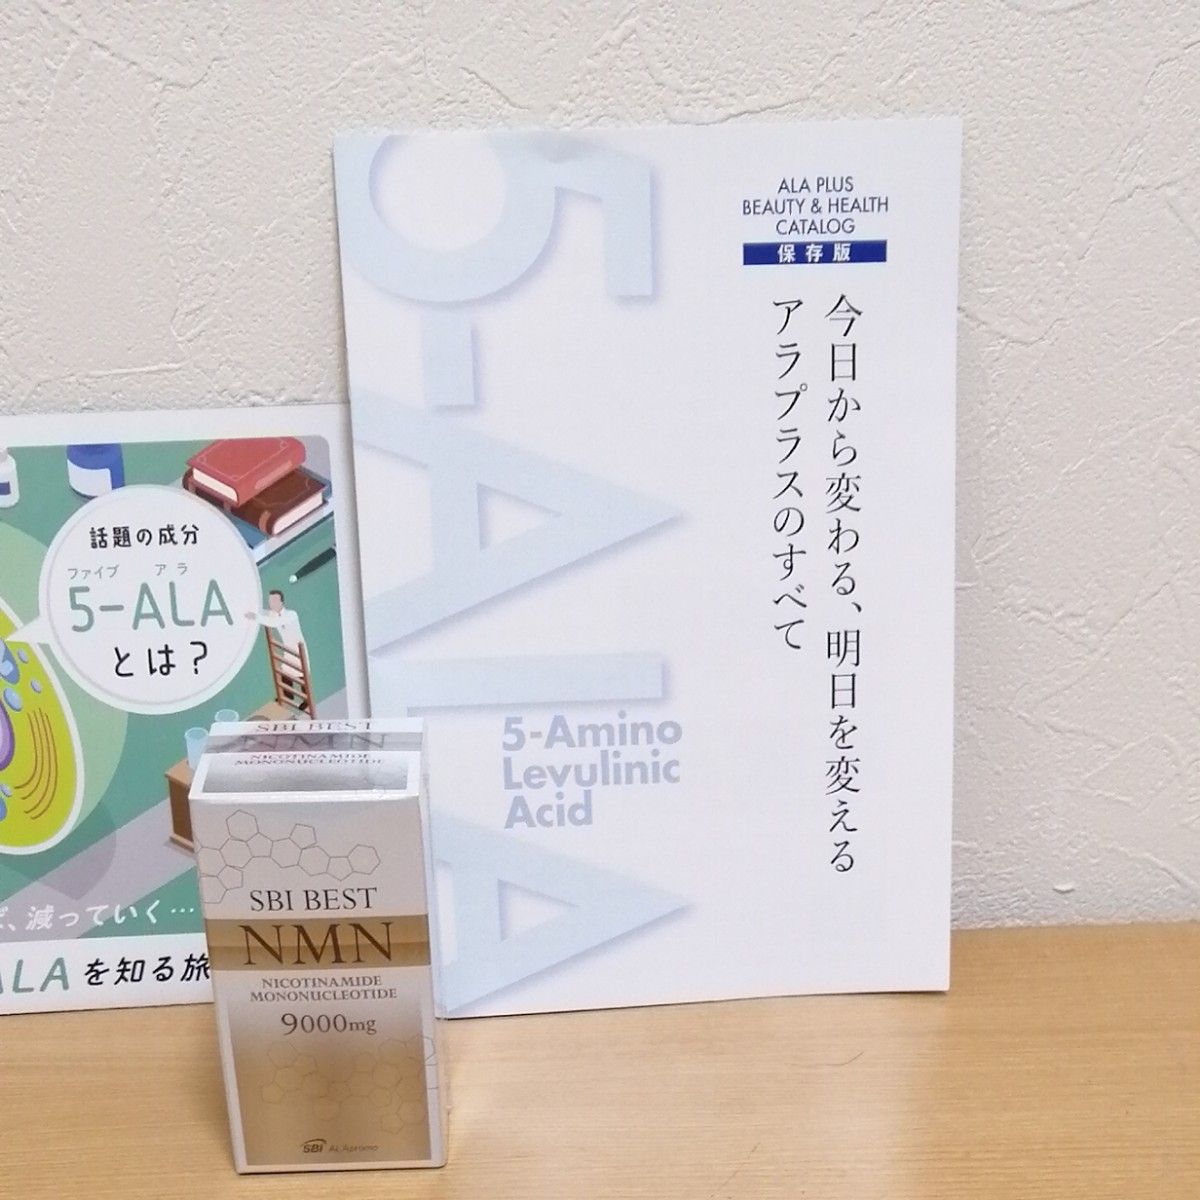 ALA PLUS
BEAUTY & HEALTH
CATALOG
保存版
今日から変わる、明日を変える
アラプラスのすべて
5-ALA
5-Amino
Levulinic
Acid
話題の成分
ファイブ アラ
5-ALA
とは?
、減っていく…
ALAを知る旅
SBI BEST
NMN
NICOTINAMIDE
MONONUCLEOTIDE
SBI BEST
NMN
NICOTINAMIDE
MONONUCLEOTIDE
9000mg
SBI ALApromo